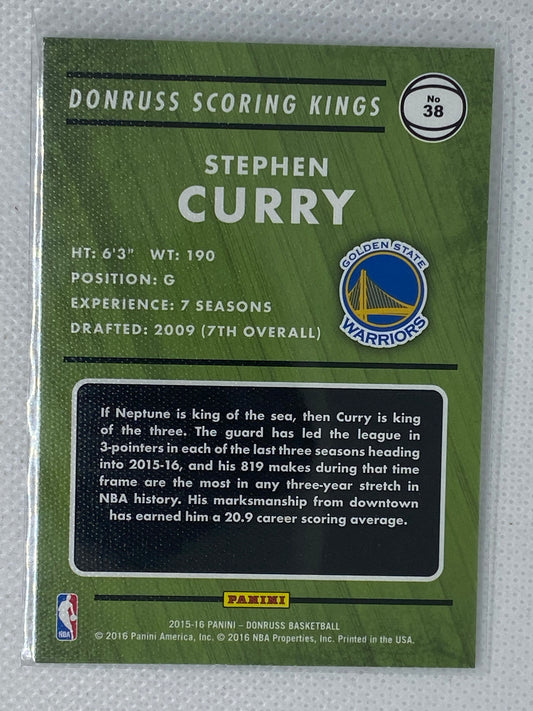 DONRUSS SCORING KINGS
No
38
STEPHEN
CURRY
HT: 6'3" WT: 190
POSITION: G
EXPERIENCE: 7 SEASONS
DRAFTED: 2009 (7TH OVERALL)
GOLDEN STATE
WARRIORS
If Neptune is king of the sea, then Curry is king
of the three. The guard has led the league in
3-pointers in each of the last three seasons heading
into 2015-16, and his 819 makes during that time
frame are the most in any three-year stretch in
NBA history. His marksmanship from downtown
has earned him a 20.9 career scoring average.
PANINI
NBA
2015-16 PANINI – DONRUSS BASKETBALL
© 2016 Panini America, Inc. © 2016 NBA Properties, Inc. Printed in the USA.